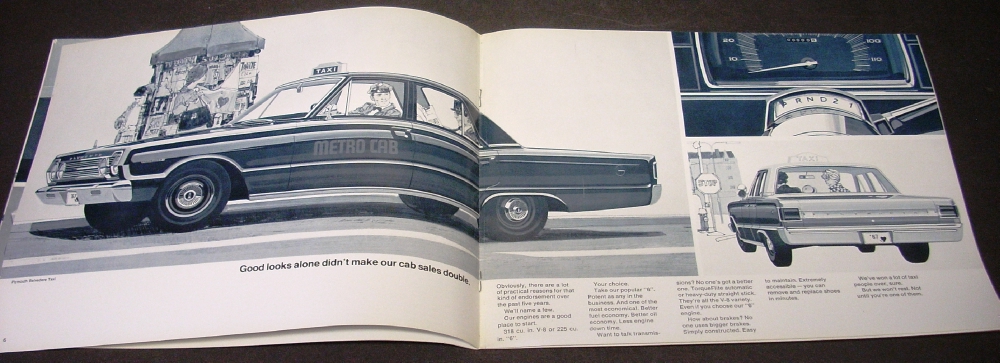 TAXI
METRO CAB
Plymouth Belvedere Taxi
Good looks alone didn't make our cab sales double.
Obviously, there are a lot
of practical reasons for that
kind of endorsement over
the past five years.
We'll name a few.
Our engines are a good
place to start.
318 cu. in. V-8 or 225 cu.
in. "6".
Your choice.
Take our popular "6".
Potent as any in the
business. And one of the
most economical. Better
fuel economy. Better oil
economy. Less engine
down time.
Want to talk transmis-
sions? No one's got a better
one. TorqueFlite automatic
or heavy-duty straight stick.
They're all the V-8 variety.
Even if you choose our "6"
engine.
How about brakes? No
one uses bigger brakes.
Simply constructed. Easy
to maintain. Extremely
accessible — you can
remove and replace shoes
in minutes.
We've won a lot of taxi
people over, sure.
But we won't rest. Not
until you're one of them.
20 100
10 110
R N D 2 1
TAXI
STOP
'67